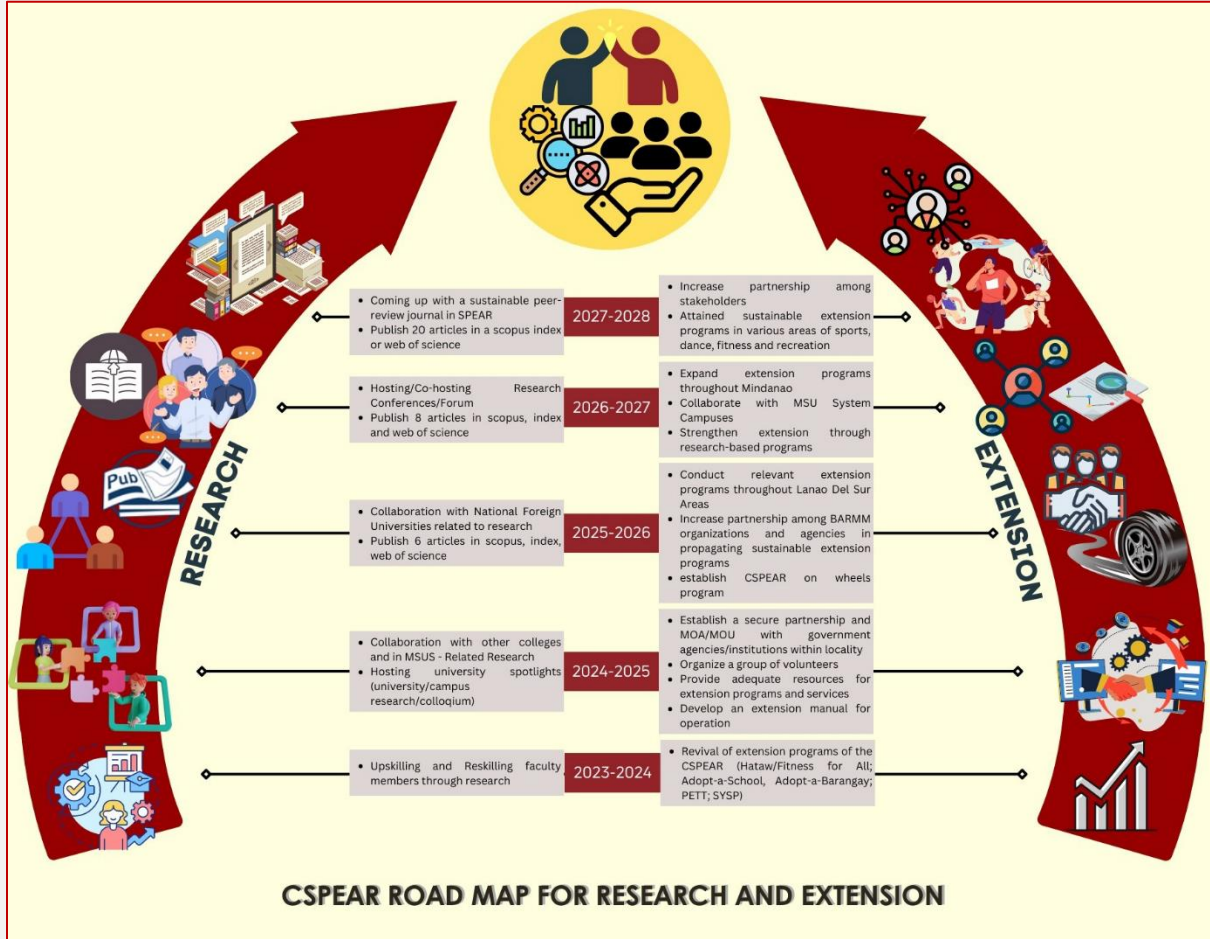 • Coming up with a sustainable peer-
review journal in SPEAR
• Publish 20 articles in a scopus index
or web of science
2027-2028
• Increase partnership among
stakeholders
• Attained sustainable extension
programs in various areas of sports,
dance, fitness and recreation
• Hosting/Co-hosting Research
Conferences/Forum
• Publish 8 articles in scopus, index
and web of science
2026-2027
• Expand extension programs
throughout Mindanao
• Collaborate with MSU System
Campuses
• Strengthen extension through
research-based programs
RESEARCH
EXTENSION
Pub
• Collaboration with National Foreign
Universities related to research
• Publish 6 articles in scopus, index,
web of science
2025-2026
• Conduct relevant extension
programs throughout Lanao Del Sur
Areas
• Increase partnership among BARMM
organizations and agencies in
propagating sustainable extension
programs
• establish CSPEAR on wheels
program
• Collaboration with other colleges
and in MSUS - Related Research
• Hosting university spotlights
(university/campus
research/colloqium)
2024-2025
• Establish a secure partnership and
MOA/MOU with government
agencies/institutions within locality
• Organize a group of volunteers
• Provide adequate resources for
extension programs and services
• Develop an extension manual for
operation
• Upskilling and Reskilling faculty
members through research
2023-2024
• Revival of extension programs of the
CSPEAR (Hataw/Fitness for All;
Adopt-a-School, Adopt-a-Barangay;
PETT; SYSP)
CSPEAR ROAD MAP FOR RESEARCH AND EXTENSION